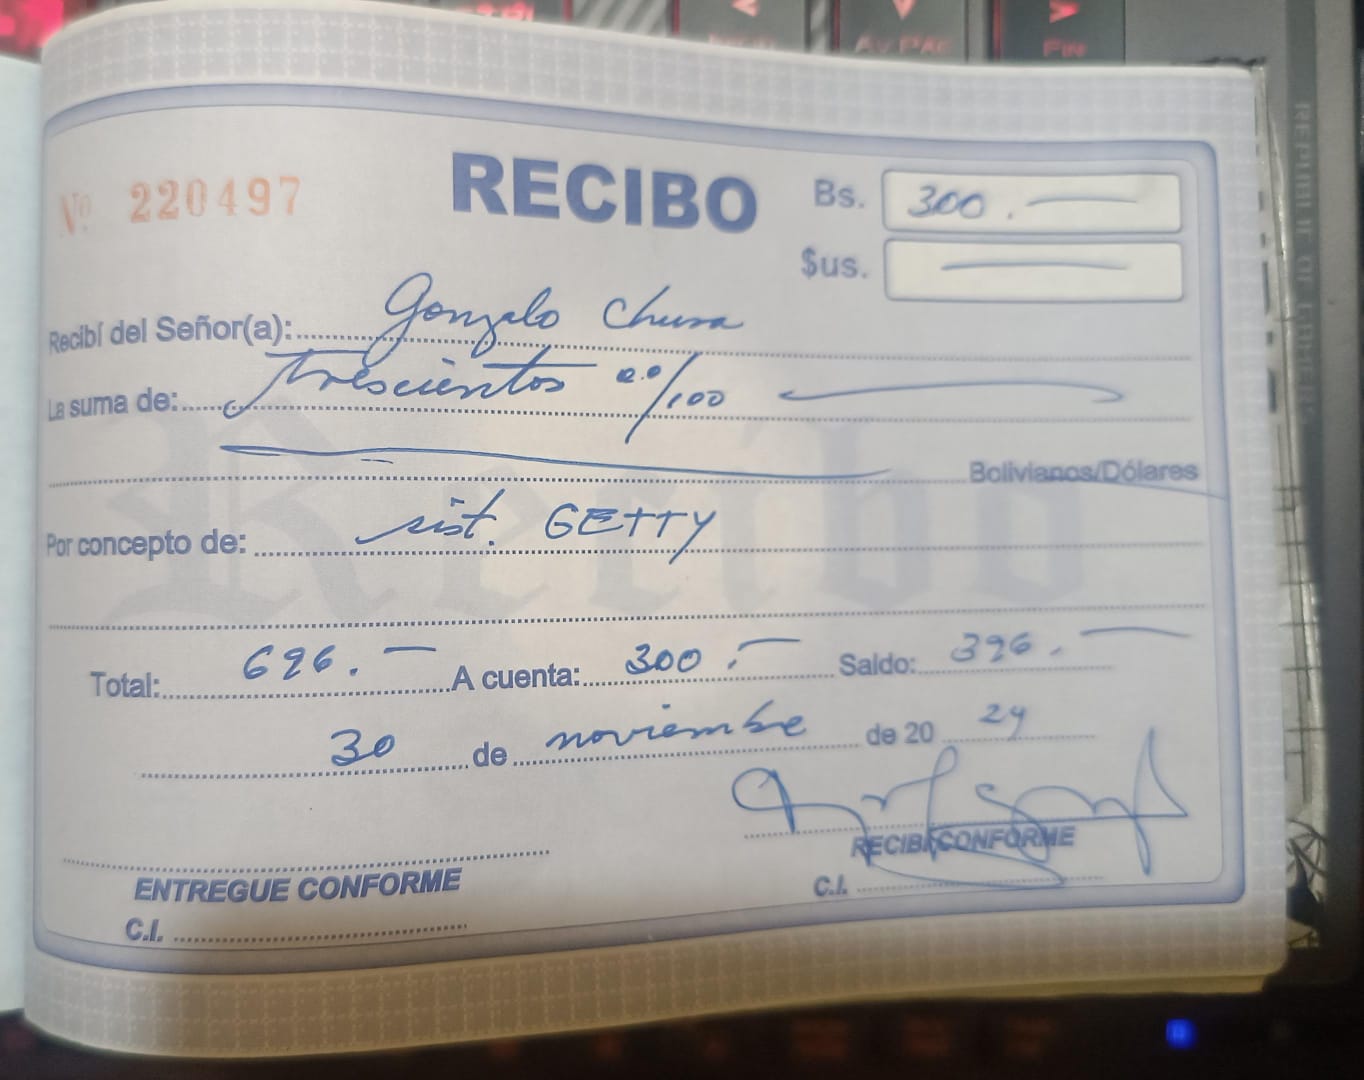 Nº 220497
RECIBO
Bs. 300.—
$us. —
Recibí del Señor(a): Gonzalo Chura
La suma de: Trescientos 00/100
Bolivianos/Dólares
Por concepto de: sist. GETTY
Total: 696.— A cuenta: 300.— Saldo: 396.—
30 de noviembre de 20 24
RECIBI CONFORME
ENTREGUE CONFORME
C.I.
C.I.